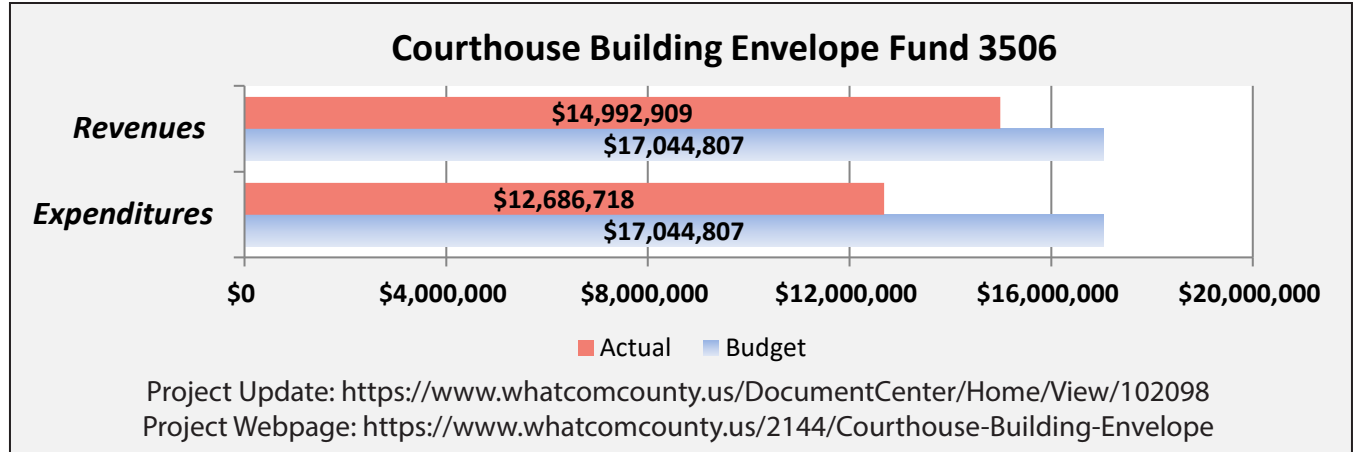 Courthouse Building Envelope Fund 3506
Revenues
$14,992,909
$17,044,807
Expenditures
$12,686,718
$17,044,807
$0 $4,000,000 $8,000,000 $12,000,000 $16,000,000 $20,000,000
Actual Budget
Project Update: https://www.whatcomcounty.us/DocumentCenter/Home/View/102098
Project Webpage: https://www.whatcomcounty.us/2144/Courthouse-Building-Envelope